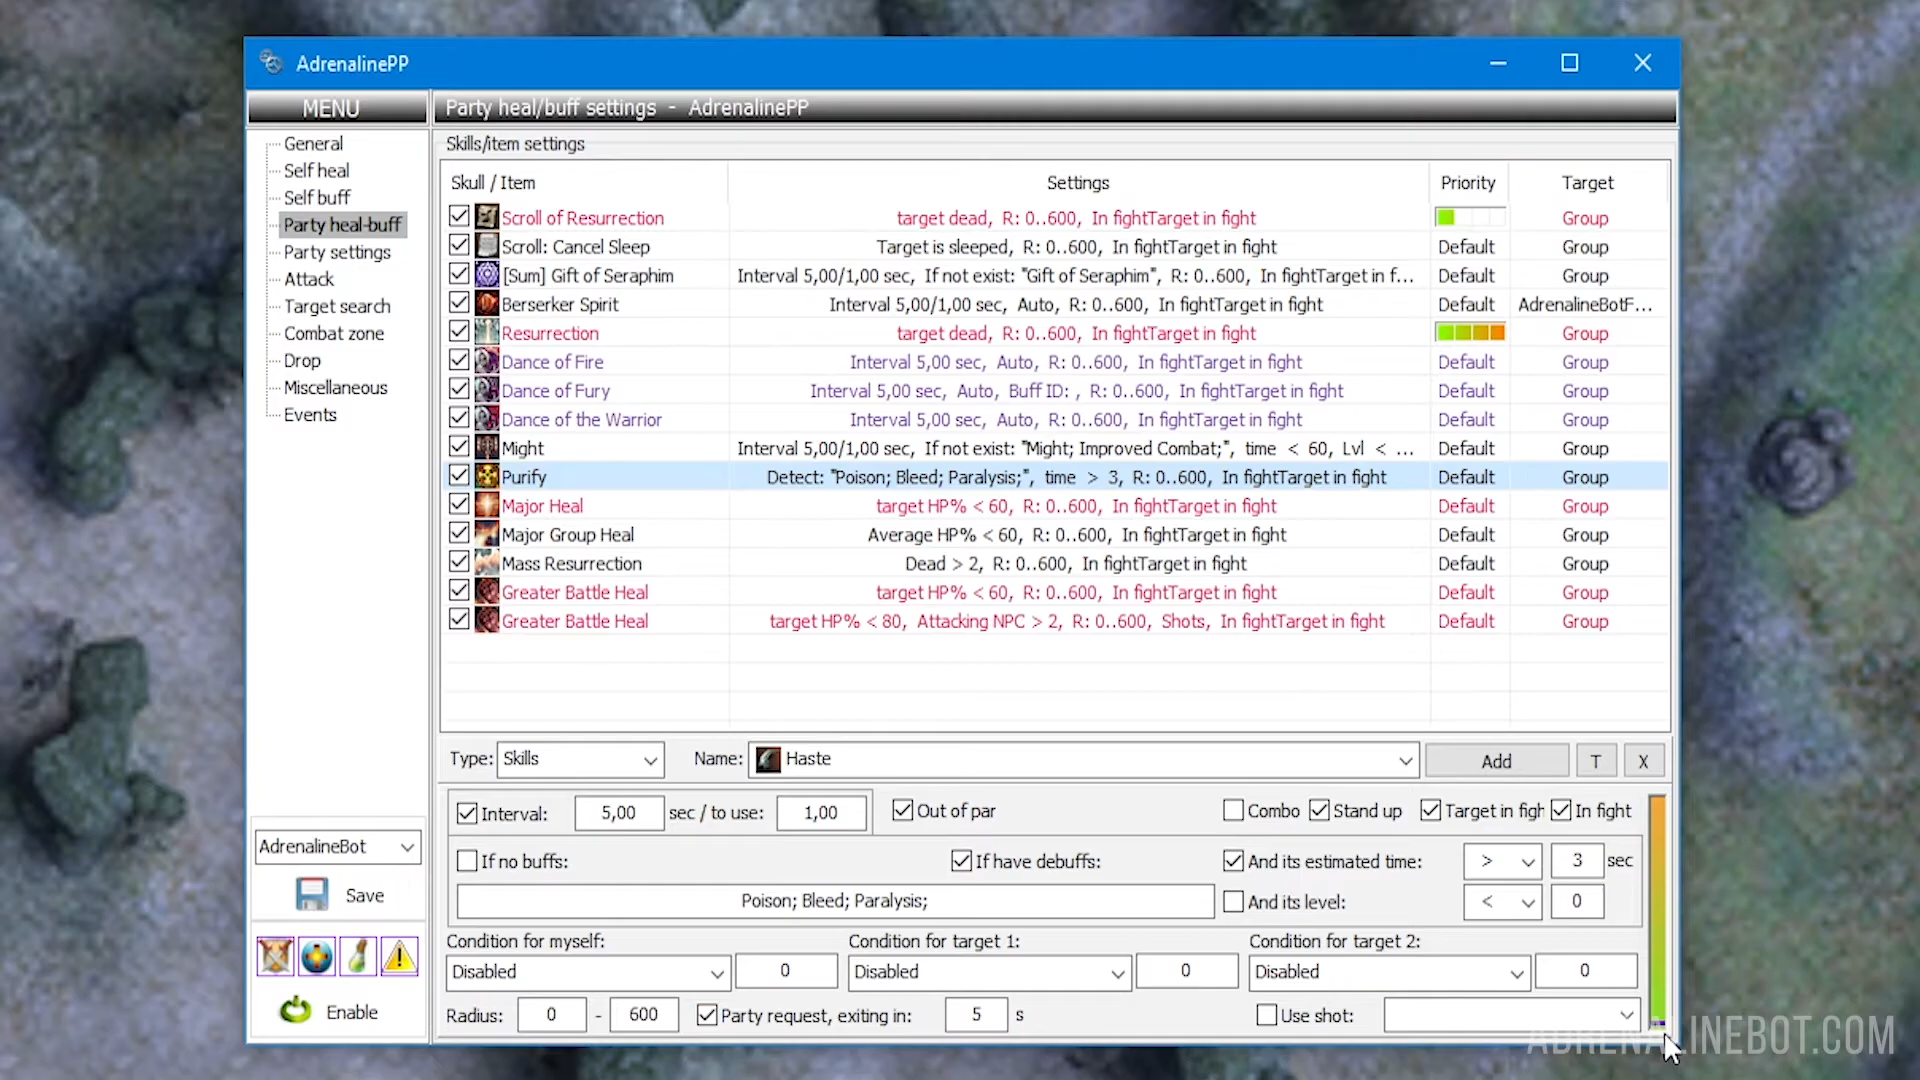 AdrenalinePP
MENU
Party heal/buff settings - AdrenalinePP
General
Self heal
Self buff
Party heal-buff
Party settings
Attack
Target search
Combat zone
Drop
Miscellaneous
Events
Skills/item settings
Skull / Item Settings Priority Target
Scroll of Resurrection target dead, R: 0..600, In fightTarget in fight Group
Scroll: Cancel Sleep Target is sleeped, R: 0..600, In fightTarget in fight Default Group
[Sum] Gift of Seraphim Interval 5,00/1,00 sec, If not exist: "Gift of Seraphim", R: 0..600, In fightTarget in f... Default Group
Berserker Spirit Interval 5,00/1,00 sec, Auto, R: 0..600, In fightTarget in fight Default AdrenalineBotF...
Resurrection target dead, R: 0..600, In fightTarget in fight Group
Dance of Fire Interval 5,00 sec, Auto, R: 0..600, In fightTarget in fight Default Group
Dance of Fury Interval 5,00 sec, Auto, Buff ID: , R: 0..600, In fightTarget in fight Default Group
Dance of the Warrior Interval 5,00 sec, Auto, R: 0..600, In fightTarget in fight Default Group
Might Interval 5,00/1,00 sec, If not exist: "Might; Improved Combat;", time < 60, Lvl < ... Default Group
Purify Detect: "Poison; Bleed; Paralysis;", time > 3, R: 0..600, In fightTarget in fight Default Group
Major Heal target HP% < 60, R: 0..600, In fightTarget in fight Default Group
Major Group Heal Average HP% < 60, R: 0..600, In fightTarget in fight Default Group
Mass Resurrection Dead > 2, R: 0..600, In fightTarget in fight Default Group
Greater Battle Heal target HP% < 60, R: 0..600, In fightTarget in fight Default Group
Greater Battle Heal target HP% < 80, Attacking NPC > 2, R: 0..600, Shots, In fightTarget in fight Default Group
Type: Skills Name: Haste Add T X
Interval: 5,00 sec / to use: 1,00 Out of par Combo Stand up Target in figh In fight
If no buffs: If have debuffs: And its estimated time: > 3 sec
Poison; Bleed; Paralysis; And its level: < 0
Condition for myself: Condition for target 1: Condition for target 2:
Disabled 0 Disabled 0 Disabled 0
Radius: 0 - 600 Party request, exiting in: 5 s Use shot:
AdrenalineBot
Save
Enable
ADRENALINEBOT.COM